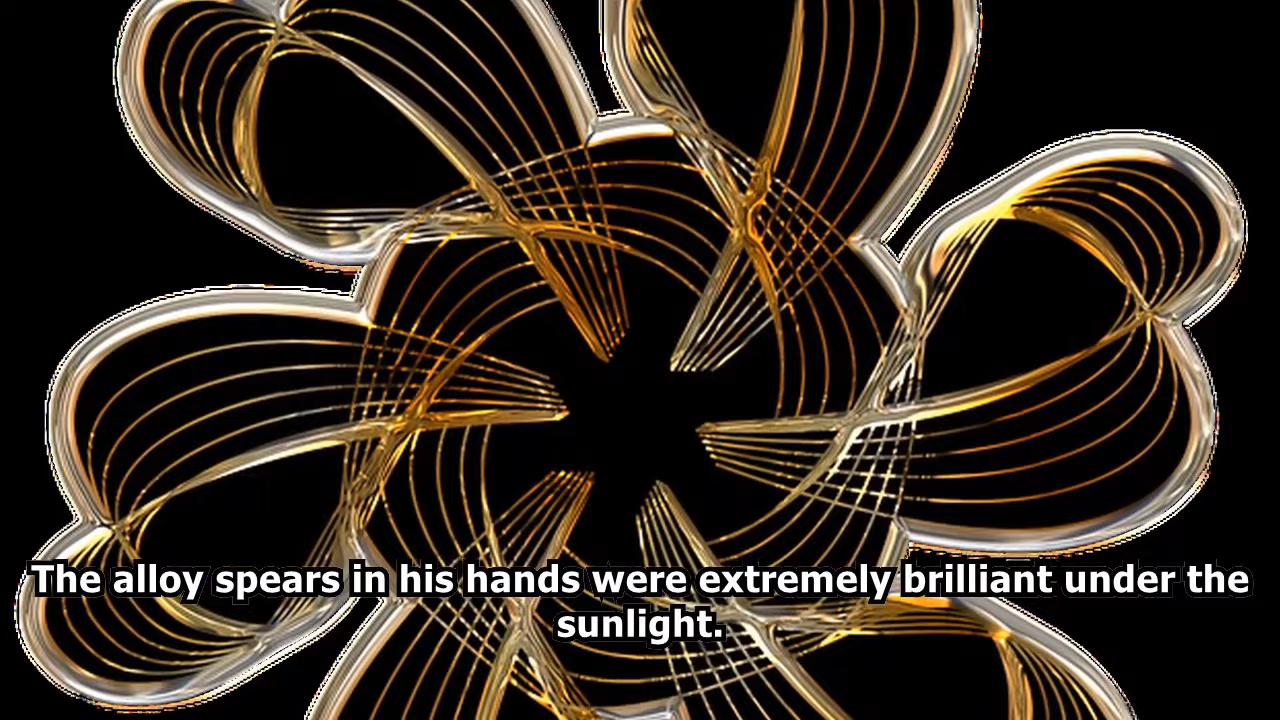 The alloy spears in his hands were extremely brilliant under the
sunlight.